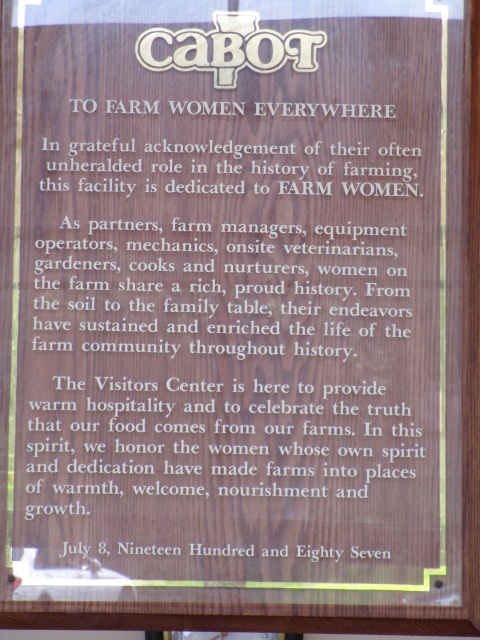 CABOT
TO FARM WOMEN EVERYWHERE
In grateful acknowledgement of their often
unheralded role in the history of farming,
this facility is dedicated to FARM WOMEN.
As partners, farm managers, equipment
operators, mechanics, onsite veterinarians,
gardeners, cooks and nurturers, women on
the farm share a rich, proud history. From
the soil to the family table, their endeavors
have sustained and enriched the life of the
farm community throughout history.
The Visitors Center is here to provide
warm hospitality and to celebrate the truth
that our food comes from our farms. In this
spirit, we honor the women whose own spirit
and dedication have made farms into places
of warmth, welcome, nourishment and
growth.
July 8, Nineteen Hundred and Eighty Seven